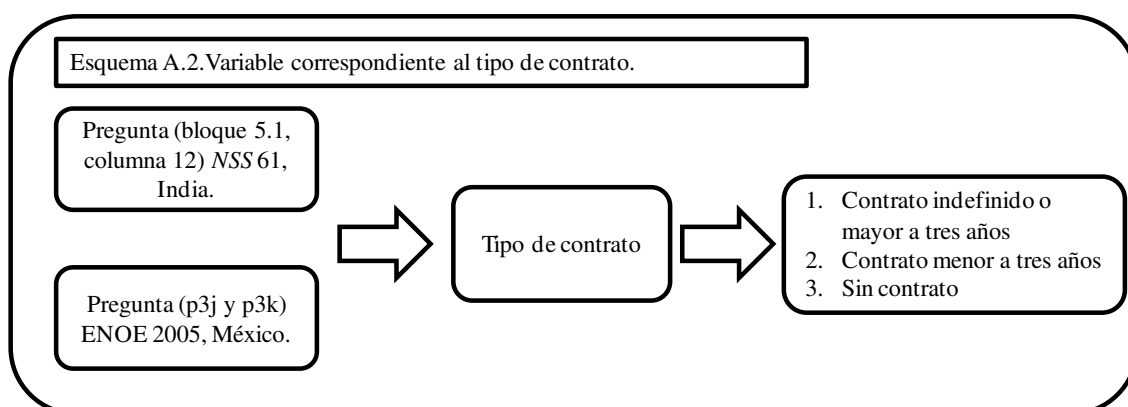 Esquema A.2.Variable correspondiente al tipo de contrato.
Pregunta (bloque 5.1,
columna 12) NSS 61,
India.
Pregunta (p3j y p3k)
ENOE 2005, México.
Tipo de contrato
1. Contrato indefinido o
mayor a tres años
2. Contrato menor a tres años
3. Sin contrato